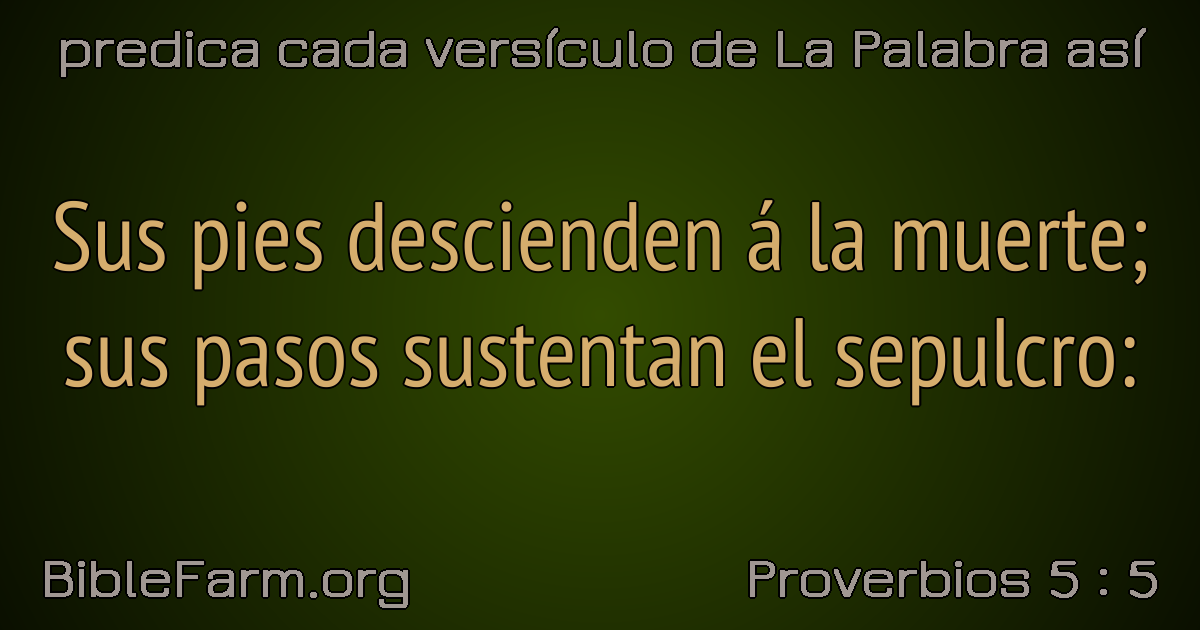 predica cada versículo de La Palabra así
Sus pies descienden á la muerte;
sus pasos sustentan el sepulcro:
BibleFarm.org
Proverbios 5 : 5